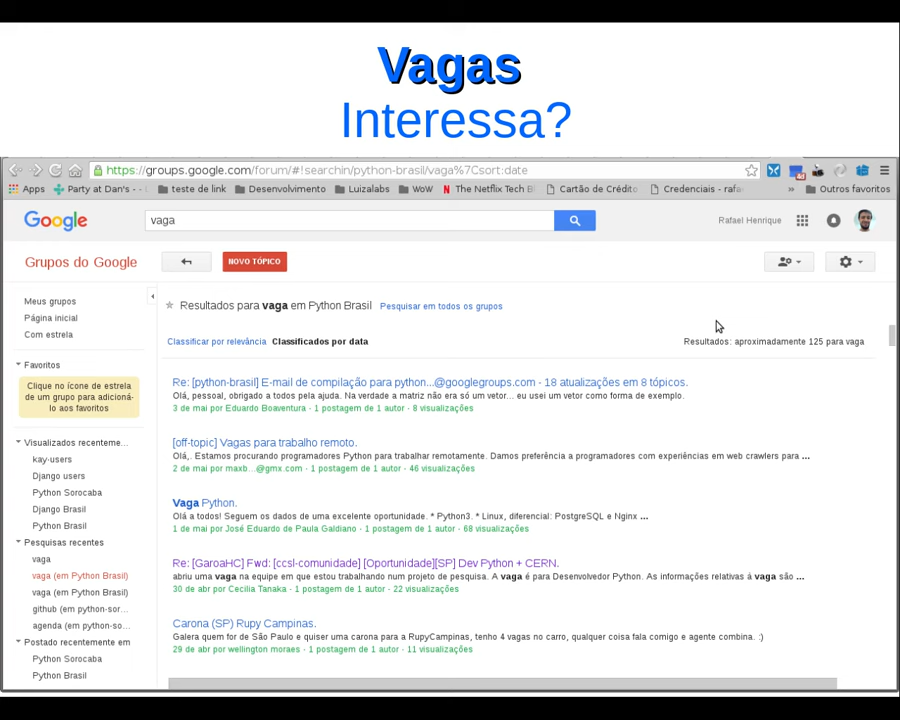 Vagas
Interessa?
https://groups.google.com/forum/#!searchin/python-brasil/vaga%7Csort:date
Apps Party at Dan's - - teste de link Desenvolvimento Luizalabs WoW The Netflix Tech B Cartão de Crédito Credenciais - rafa » Outros favoritos
Google vaga Rafael Henrique
Grupos do Google NOVO TÓPICO
Meus grupos
Página inicial
Com estrela
Favoritos
Clique no ícone de estrela
de um grupo para adicioná-
lo aos favoritos
Visualizados recenteme...
kay-users
Django users
Python Sorocaba
Django Brasil
Python Brasil
Pesquisas recentes
vaga
vaga (em Python Brasil)
vaga (em Python Brasil)
github (em python-sor...
agenda (em python-so...
Postado recentemente em
Python Sorocaba
Python Brasil
Resultados para vaga em Python Brasil Pesquisar em todos os grupos
Classificar por relevância Classificados por data Resultados: aproximadamente 125 para vaga
Re: [python-brasil] E-mail de compilação para python...@googlegroups.com - 18 atualizações em 8 tópicos.
Olá, pessoal, obrigado a todos pela ajuda. Na verdade a matriz não era só um vetor... eu usei um vetor como forma de exemplo.
3 de mai por Eduardo Boaventura - 1 postagem de 1 autor - 8 visualizações
[off-topic] Vagas para trabalho remoto.
Olá,. Estamos procurando programadores Python para trabalhar remotamente. Damos preferência a programadores com experiências em web crawlers para ...
2 de mai por maxb...@gmx.com - 1 postagem de 1 autor - 46 visualizações
Vaga Python.
Olá a todos! Seguem os dados de uma excelente oportunidade. * Python3. * Linux, diferencial: PostgreSQL e Nginx ...
1 de mai por José Eduardo de Paula Galdiano - 1 postagem de 1 autor - 68 visualizações
Re: [GaroaHC] Fwd: [ccsl-comunidade] [Oportunidade][SP] Dev Python + CERN.
abriu uma vaga na equipe em que estou trabalhando num projeto de pesquisa. A vaga é para Desenvolvedor Python. As informações relativas á vaga são ...
30 de abr por Cecilia Tanaka - 1 postagem de 1 autor - 22 visualizações
Carona (SP) Rupy Campinas.
Galera quem for de São Paulo e quiser uma carona para a RupyCampinas, tenho 4 vagas no carro, qualquer coisa fala comigo e agente combina. :)
29 de abr por wellington moraes - 1 postagem de 1 autor - 11 visualizações